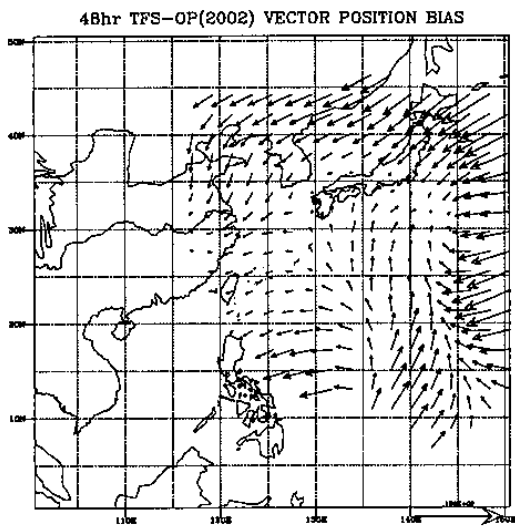 48hr TFS-OP(2002) VECTOR POSITION BIAS
50N
40N
30N
20N
10N
110E 120E 130E 140E 150E